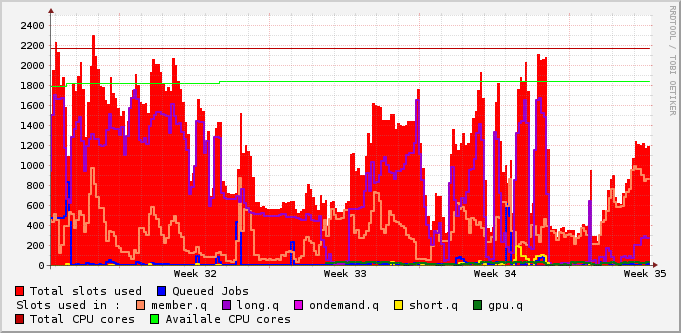 2400
2200
2000
1800
1600
1400
1200
1000
800
600
400
200
0
Week 32 Week 33 Week 34 Week 35
RRDTOOL / TOBI OETIKER
Total slots used Queued Jobs
Slots used in : member.q long.q ondemand.q short.q gpu.q
Total CPU cores Availale CPU cores